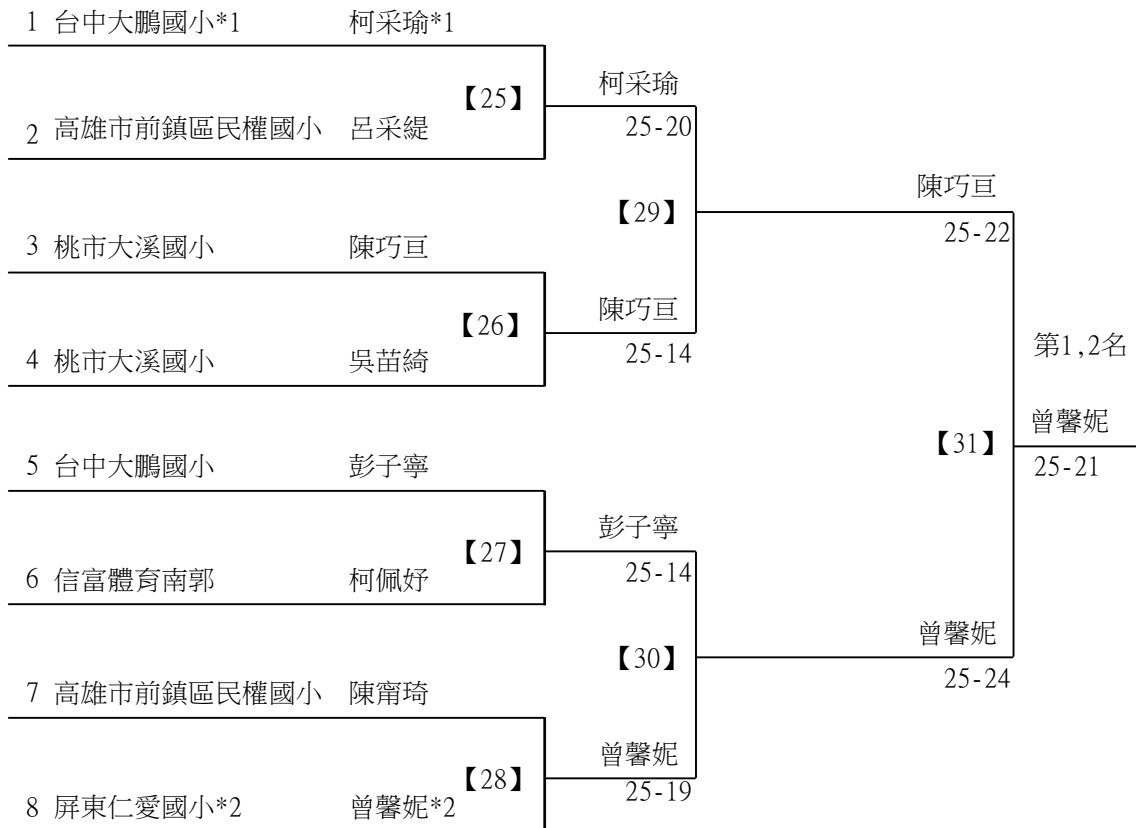 1 台中大鵬國小*1 柯采瑜*1
柯采瑜
【25】
25-20
2 高雄市前鎮區民權國小 呂采緹
陳巧亘
【29】
25-22
3 桃市大溪國小 陳巧亘
陳巧亘
【26】
25-14
4 桃市大溪國小 吳苗綺
第1,2名
曾馨妮
【31】
25-21
5 台中大鵬國小 彭子寧
彭子寧
【27】
25-14
6 信富體育南郭 柯佩妤
曾馨妮
【30】
25-24
7 高雄市前鎮區民權國小 陳甯琦
曾馨妮
【28】
25-19
8 屏東仁愛國小*2 曾馨妮*2